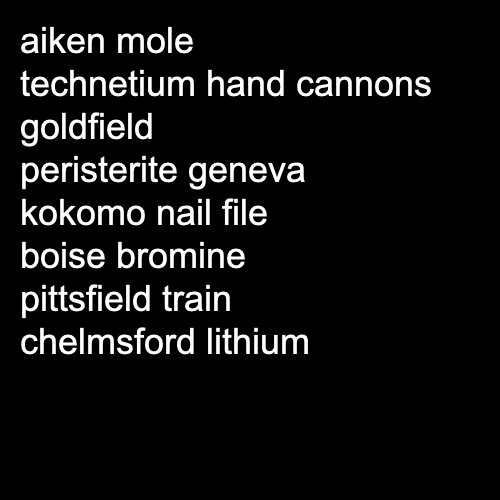 aiken mole
technetium hand cannons
goldfield
peristerite geneva
kokomo nail file
boise bromine
pittsfield train
chelmsford lithium